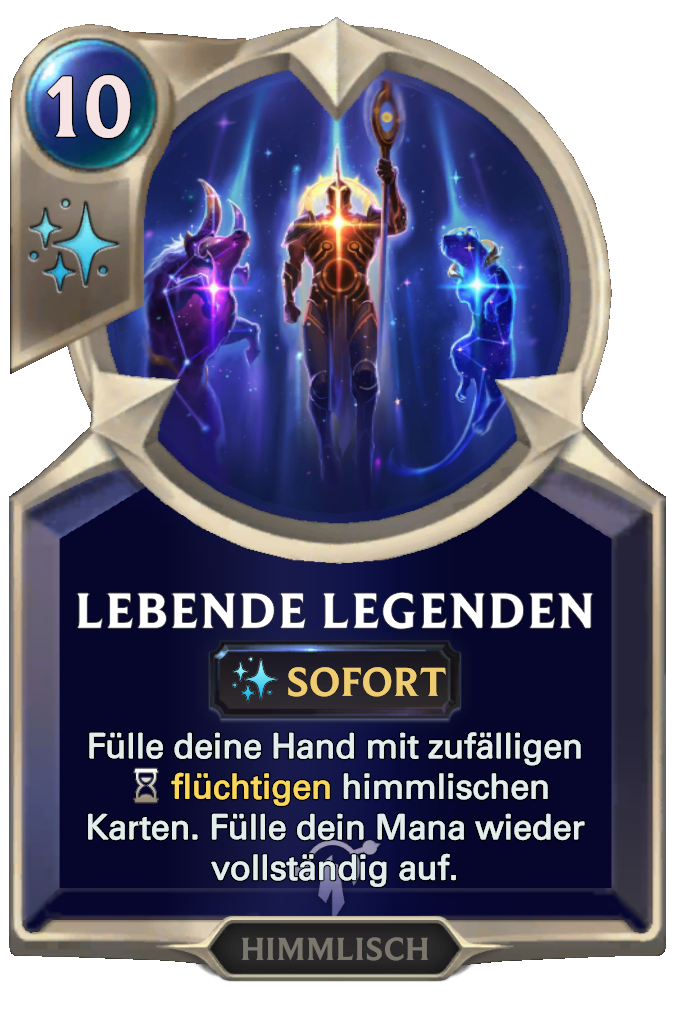 10
LEBENDE LEGENDEN
SOFORT
Fülle deine Hand mit zufälligen
flüchtigen himmlischen
Karten. Fülle dein Mana wieder
vollständig auf.
HIMMLISCH